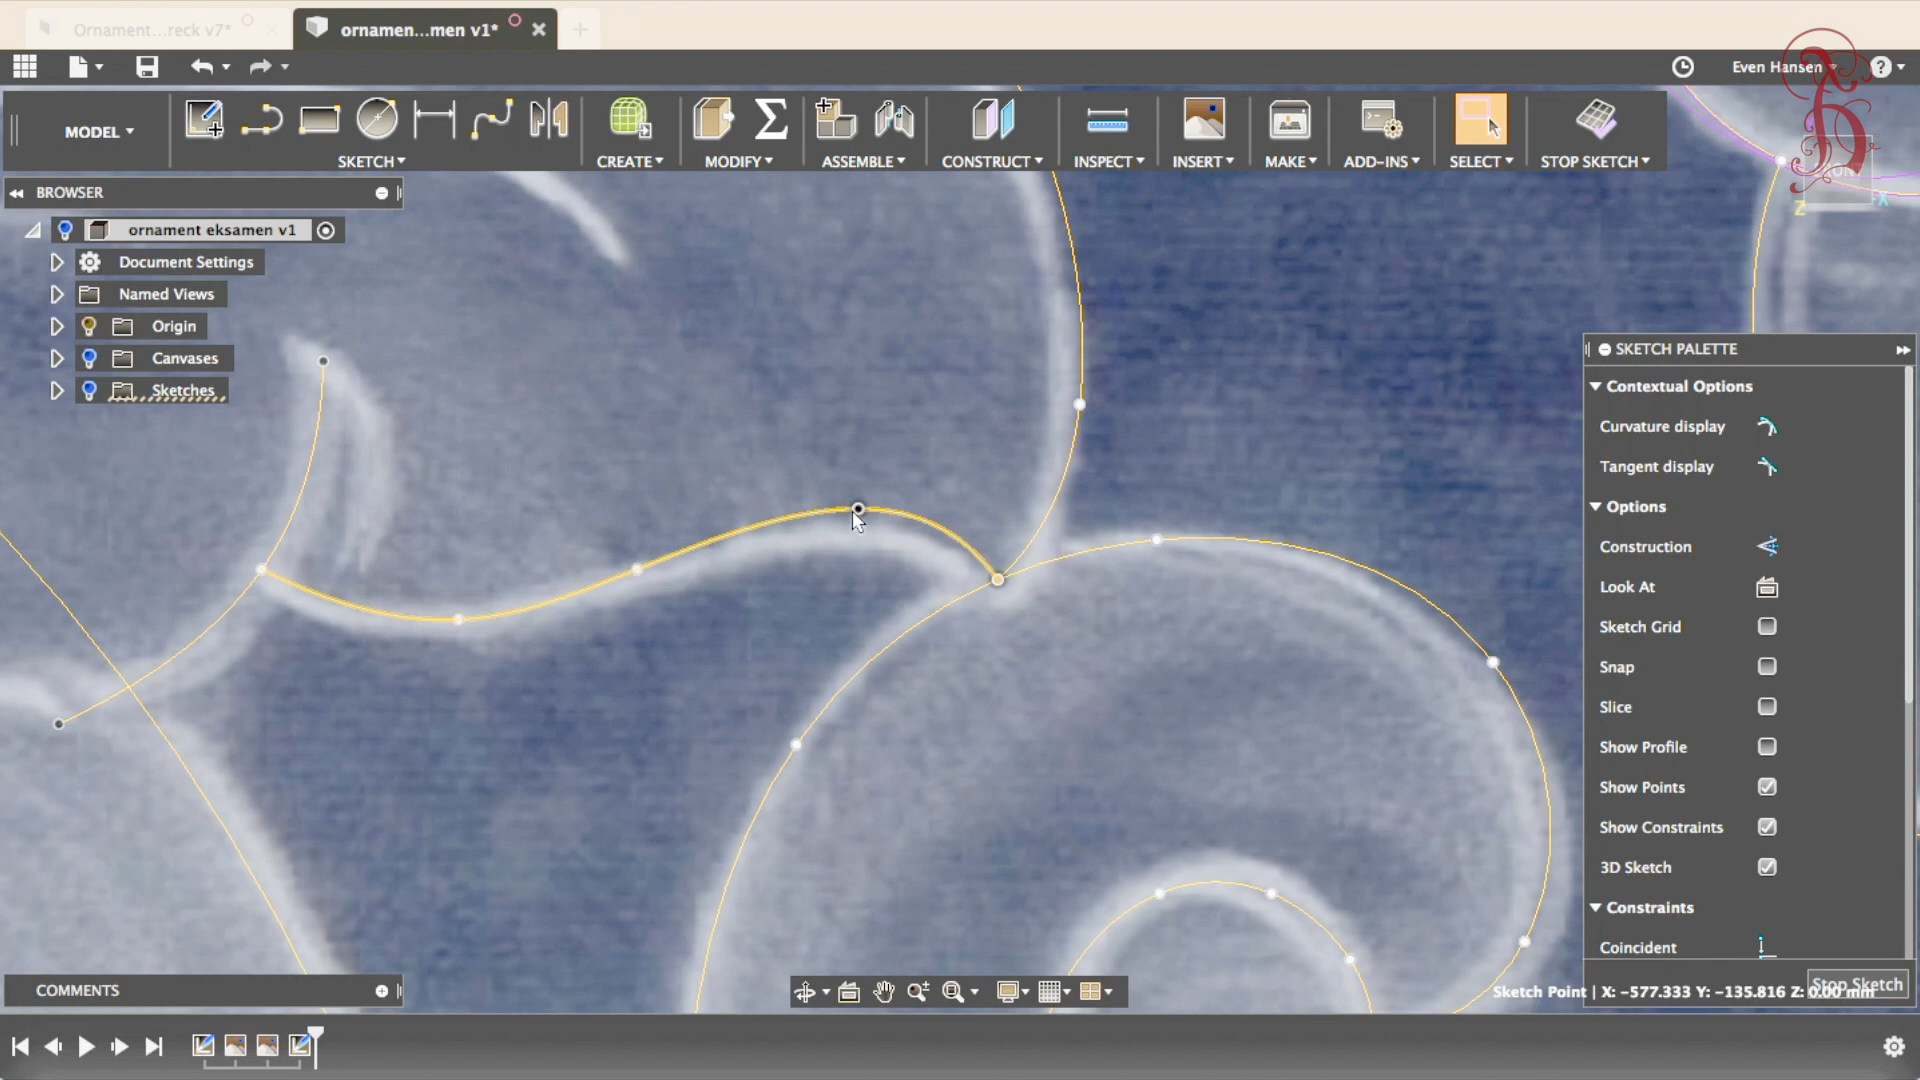 Ornament...reck v7*
ornamen...men v1*
Even Hansen
MODEL
SKETCH
CREATE
MODIFY
ASSEMBLE
CONSTRUCT
INSPECT
INSERT
MAKE
ADD-INS
SELECT
STOP SKETCH
BROWSER
ornament eksamen v1
Document Settings
Named Views
Origin
Canvases
Sketches
Z
X
SKETCH PALETTE
Contextual Options
Curvature display
Tangent display
Options
Construction
Look At
Sketch Grid
Snap
Slice
Show Profile
Show Points
Show Constraints
3D Sketch
Constraints
Coincident
Stop Sketch
COMMENTS
Sketch Point | X: -577.333 Y: -135.816 Z: 0.00 mm